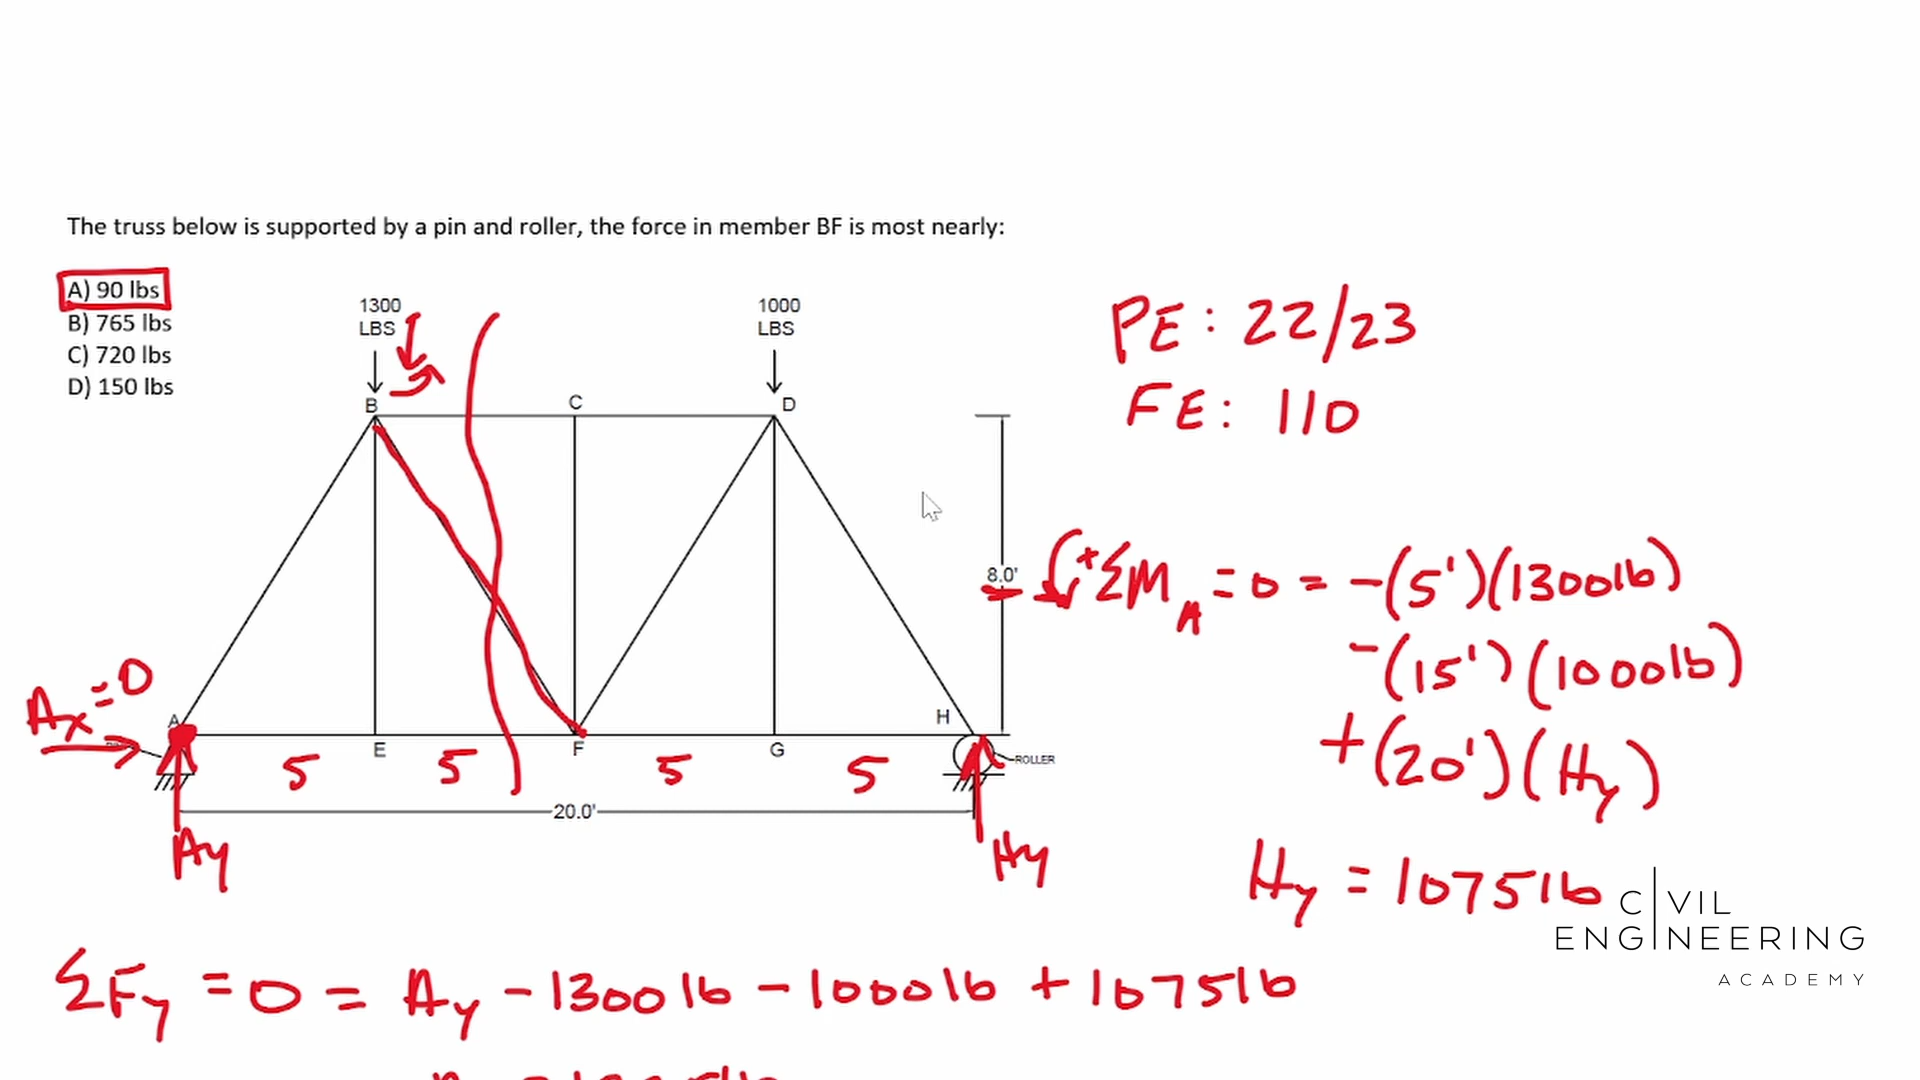 The truss below is supported by a pin and roller, the force in member BF is most nearly:
A) 90 lbs
B) 765 lbs
C) 720 lbs
D) 150 lbs
1300
LBS
1000
LBS
B
C
D
PE: 22/23
FE: 110
8.0'
+ΣM_A = 0 = -(5')(1300lb)
-(15')(1000lb)
+(20')(Hy)
Hy = 1075lb
Ax = 0
A
E
F
G
H
ROLLER
5
5
5
5
20.0'
Ay
Hy
CIVIL
ENGINEERING
ACADEMY
ΣFy = 0 = Ay - 1300lb - 1000lb + 1075lb